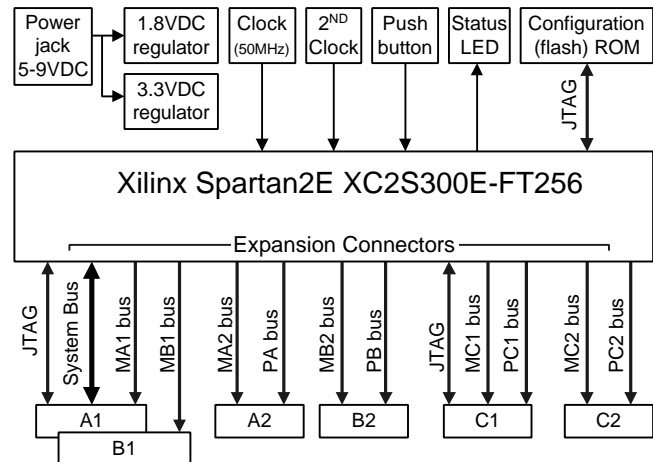 Power
jack
5-9VDC
1.8VDC
regulator
3.3VDC
regulator
Clock
(50MHz)
2ND
Clock
Push
button
Status
LED
Configuration
(flash) ROM
JTAG
Xilinx Spartan2E XC2S300E-FT256
Expansion Connectors
JTAG
System Bus
MA1 bus
MB1 bus
MA2 bus
PA bus
MB2 bus
PB bus
JTAG
MC1 bus
PC1 bus
MC2 bus
PC2 bus
A1
B1
A2
B2
C1
C2